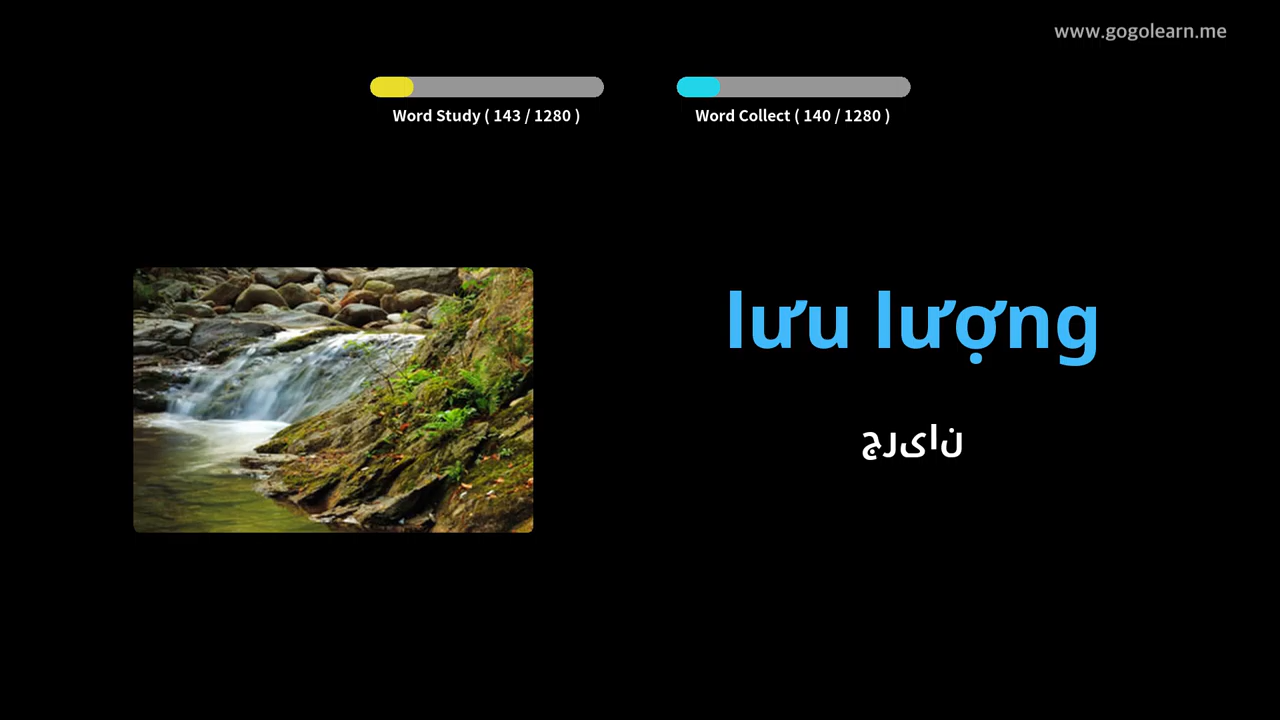 www.gogolearn.me
Word Study ( 143 / 1280 )
Word Collect ( 140 / 1280 )
lưu lượng
جریان